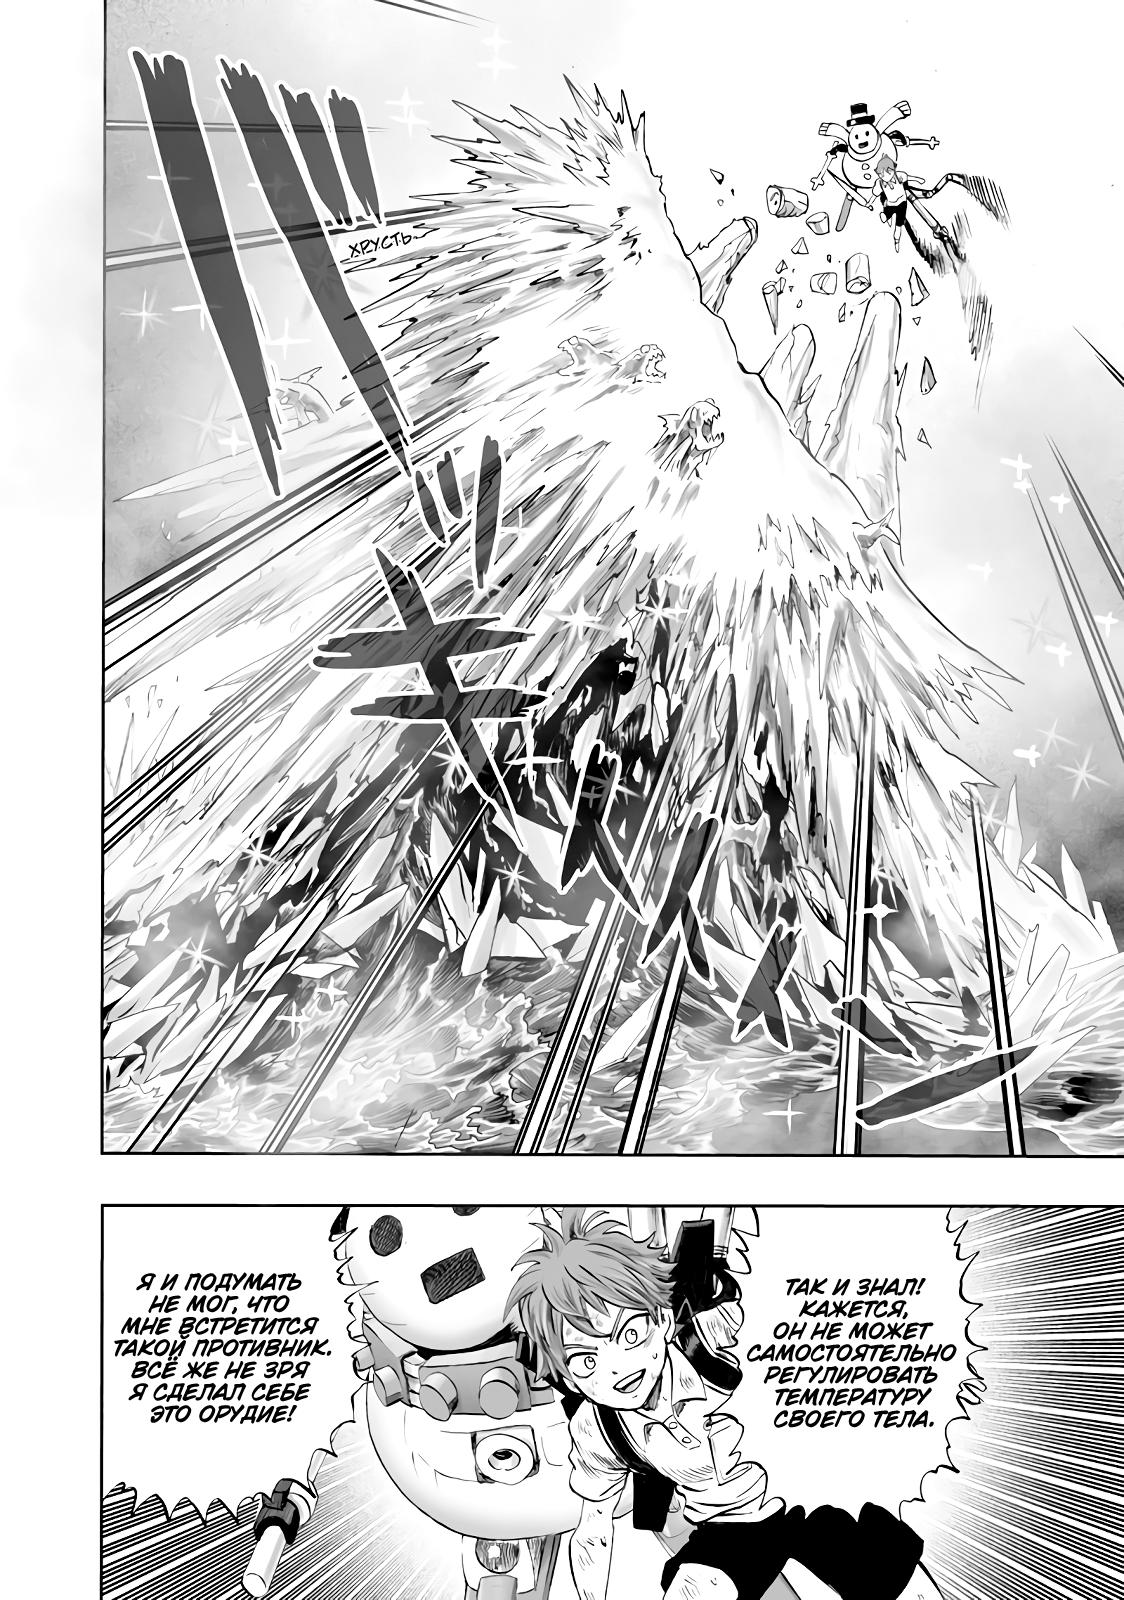 ХРУСТЬ
ТАК И ЗНАЛ!
КАЖЕТСЯ,
ОН НЕ МОЖЕТ
САМОСТОЯТЕЛЬНО
РЕГУЛИРОВАТЬ
ТЕМПЕРАТУРУ
СВОЕГО ТЕЛА.
Я И ПОДУМАТЬ
НЕ МОГ, ЧТО
МНЕ ВСТРЕТИТСЯ
ТАКОЙ ПРОТИВНИК.
ВСЁ ЖЕ НЕ ЗРЯ
Я СДЕЛАЛ СЕБЕ
ЭТО ОРУДИЕ!